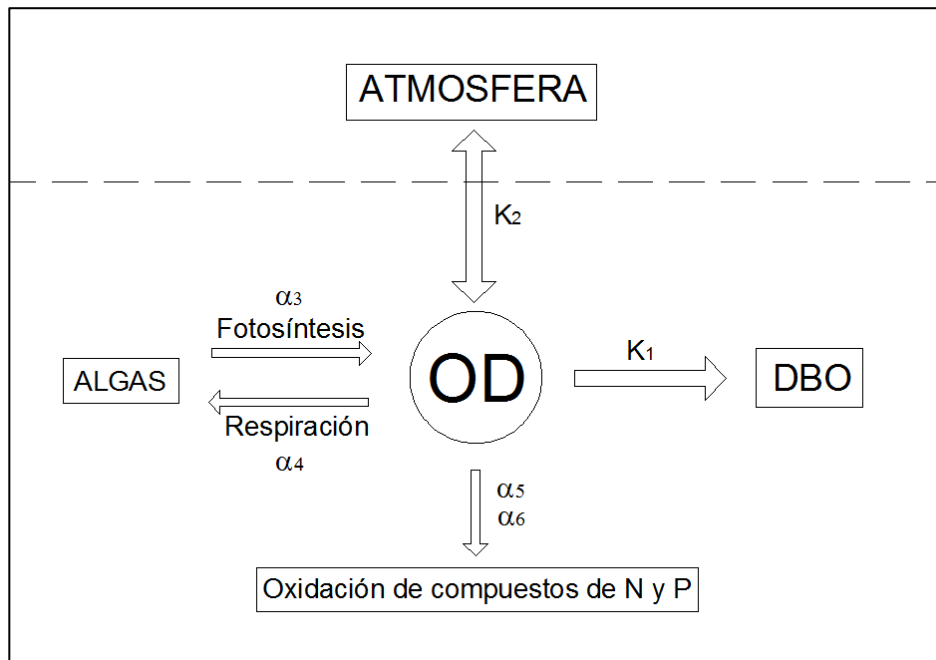 ATMOSFERA
K2
α3
Fotosíntesis
ALGAS
Respiración
α4
OD
K1
DBO
α5
α6
Oxidación de compuestos de N y P